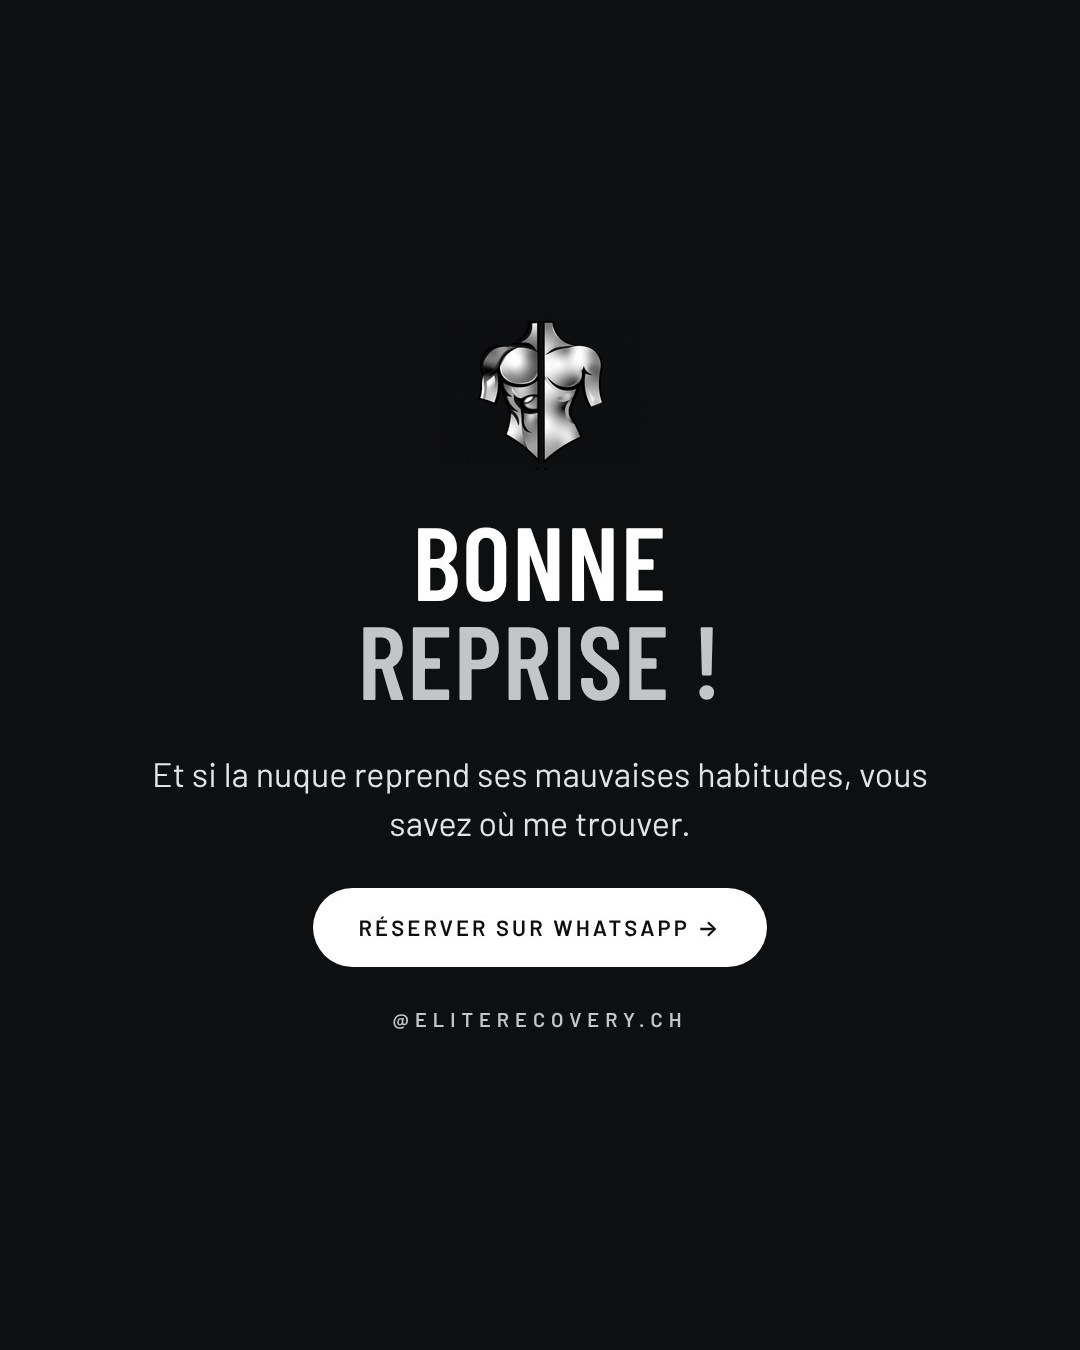 BONNE
REPRISE !
Et si la nuque reprend ses mauvaises habitudes, vous
savez où me trouver.
RÉSERVER SUR WHATSAPP →
@ELITERECOVERY.CH